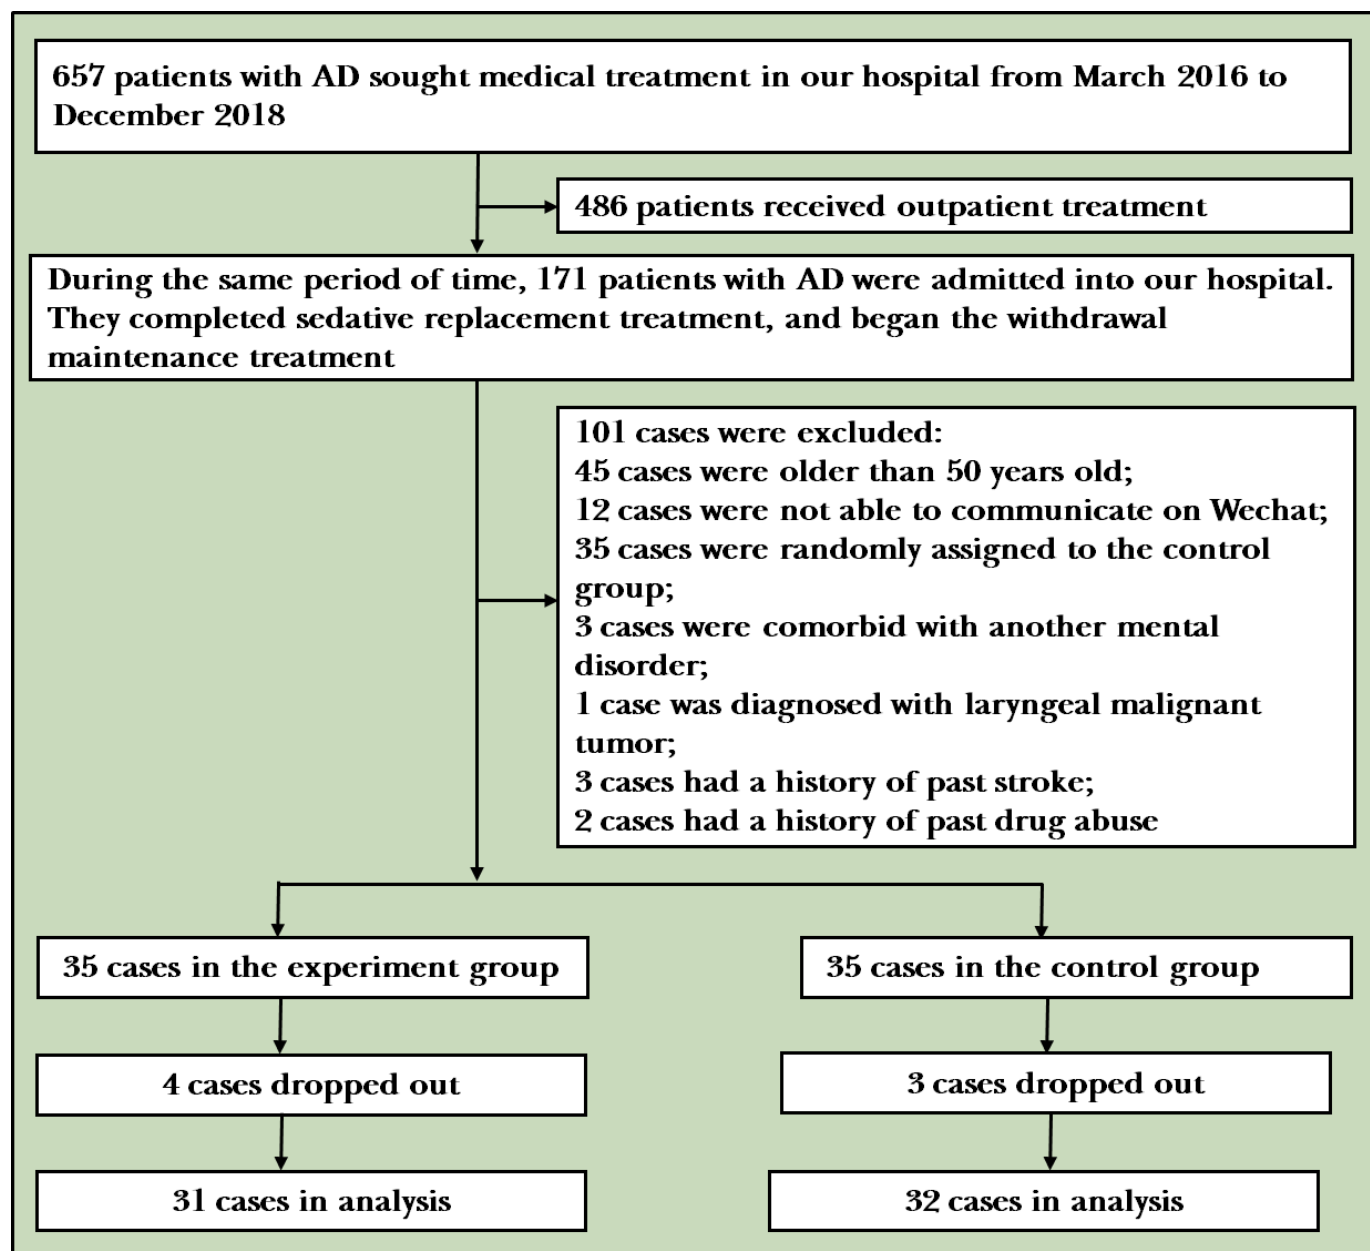 657 patients with AD sought medical treatment in our hospital from March 2016 to
December 2018
486 patients received outpatient treatment
During the same period of time, 171 patients with AD were admitted into our hospital.
They completed sedative replacement treatment, and began the withdrawal
maintenance treatment
101 cases were excluded:
45 cases were older than 50 years old;
12 cases were not able to communicate on Wechat;
35 cases were randomly assigned to the control
group;
3 cases were comorbid with another mental
disorder;
1 case was diagnosed with laryngeal malignant
tumor;
3 cases had a history of past stroke;
2 cases had a history of past drug abuse
35 cases in the experiment group
35 cases in the control group
4 cases dropped out
3 cases dropped out
31 cases in analysis
32 cases in analysis